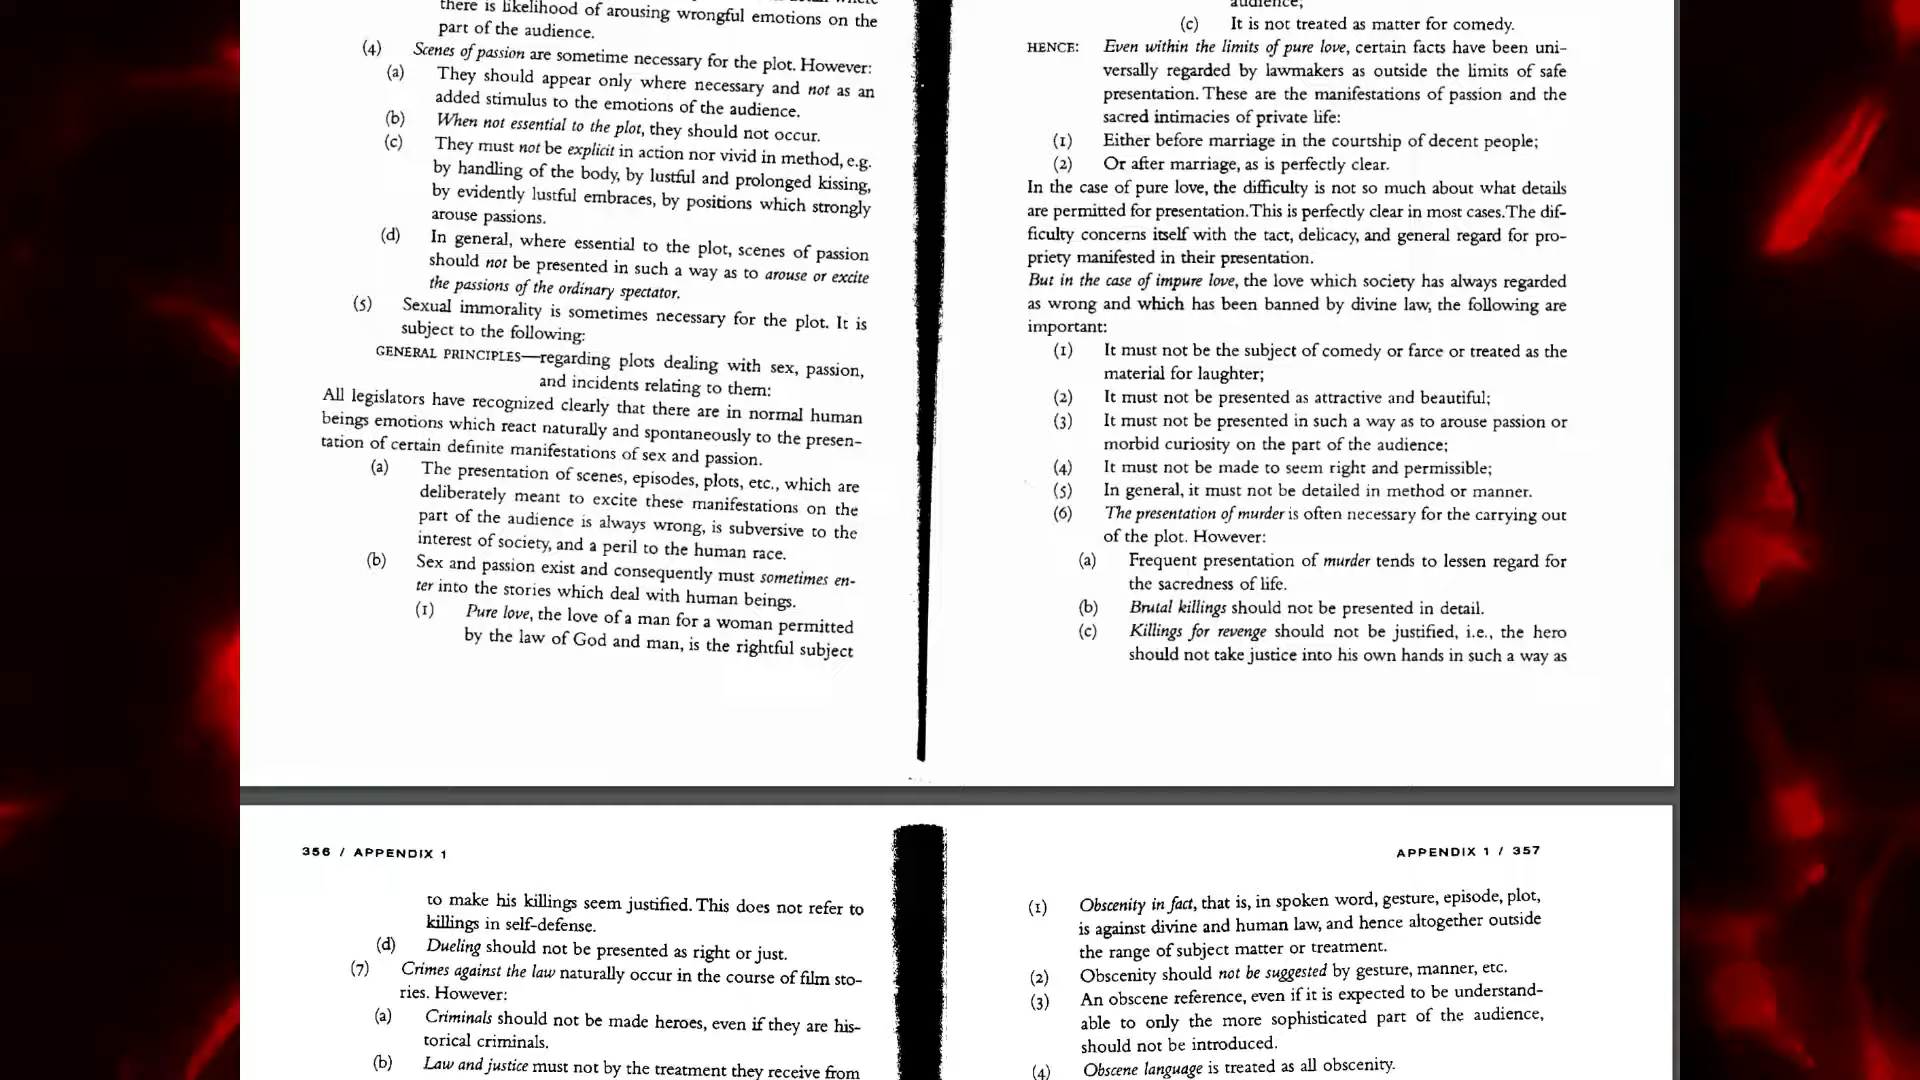 there is likelihood of arousing wrongful emotions on the
part of the audience.
(4) Scenes of passion are sometime necessary for the plot. However:
(a) They should appear only where necessary and not as an
added stimulus to the emotions of the audience.
(b) When not essential to the plot, they should not occur.
(c) They must not be explicit in action nor vivid in method, e.g.
by handling of the body, by lustful and prolonged kissing,
by evidently lustful embraces, by positions which strongly
arouse passions.
(d) In general, where essential to the plot, scenes of passion
should not be presented in such a way as to arouse or excite
the passions of the ordinary spectator.
(5) Sexual immorality is sometimes necessary for the plot. It is
subject to the following:
GENERAL PRINCIPLES—regarding plots dealing with sex, passion,
and incidents relating to them:
All legislators have recognized clearly that there are in normal human
beings emotions which react naturally and spontaneously to the presen-
tation of certain definite manifestations of sex and passion.
(a) The presentation of scenes, episodes, plots, etc., which are
deliberately meant to excite these manifestations on the
part of the audience is always wrong, is subversive to the
interest of society, and a peril to the human race.
(b) Sex and passion exist and consequently must sometimes en-
ter into the stories which deal with human beings.
(1) Pure love, the love of a man for a woman permitted
by the law of God and man, is the rightful subject
audience;
(c) It is not treated as matter for comedy.
HENCE: Even within the limits of pure love, certain facts have been uni-
versally regarded by lawmakers as outside the limits of safe
presentation. These are the manifestations of passion and the
sacred intimacies of private life:
(1) Either before marriage in the courtship of decent people;
(2) Or after marriage, as is perfectly clear.
In the case of pure love, the difficulty is not so much about what details
are permitted for presentation. This is perfectly clear in most cases. The dif-
ficulty concerns itself with the tact, delicacy, and general regard for pro-
priety manifested in their presentation.
But in the case of impure love, the love which society has always regarded
as wrong and which has been banned by divine law, the following are
important:
(1) It must not be the subject of comedy or farce or treated as the
material for laughter;
(2) It must not be presented as attractive and beautiful;
(3) It must not be presented in such a way as to arouse passion or
morbid curiosity on the part of the audience;
(4) It must not be made to seem right and permissible;
(5) In general, it must not be detailed in method or manner.
(6) The presentation of murder is often necessary for the carrying out
of the plot. However:
(a) Frequent presentation of murder tends to lessen regard for
the sacredness of life.
(b) Brutal killings should not be presented in detail.
(c) Killings for revenge should not be justified, i.e., the hero
should not take justice into his own hands in such a way as
356 / APPENDIX 1
to make his killings seem justified. This does not refer to
killings in self-defense.
(d) Dueling should not be presented as right or just.
(7) Crimes against the law naturally occur in the course of film sto-
ries. However:
(a) Criminals should not be made heroes, even if they are his-
torical criminals.
(b) Law and justice must not by the treatment they receive from
APPENDIX 1 / 357
(1) Obscenity in fact, that is, in spoken word, gesture, episode, plot,
is against divine and human law, and hence altogether outside
the range of subject matter or treatment.
(2) Obscenity should not be suggested by gesture, manner, etc.
(3) An obscene reference, even if it is expected to be understand-
able to only the more sophisticated part of the audience,
should not be introduced.
(4) Obscene language is treated as all obscenity.